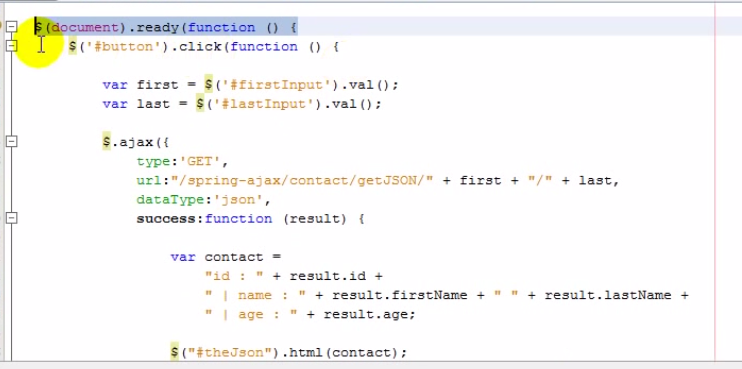 $(document).ready(function () {
$('#button').click(function () {
var first = $('#firstInput').val();
var last = $('#lastInput').val();
$.ajax({
type:'GET',
url:"/spring-ajax/contact/getJSON/" + first + "/" + last,
dataType:'json',
success:function (result) {
var contact =
"id : " + result.id +
" | name : " + result.firstName + " " + result.lastName +
" | age : " + result.age;
$("#theJson").html(contact);